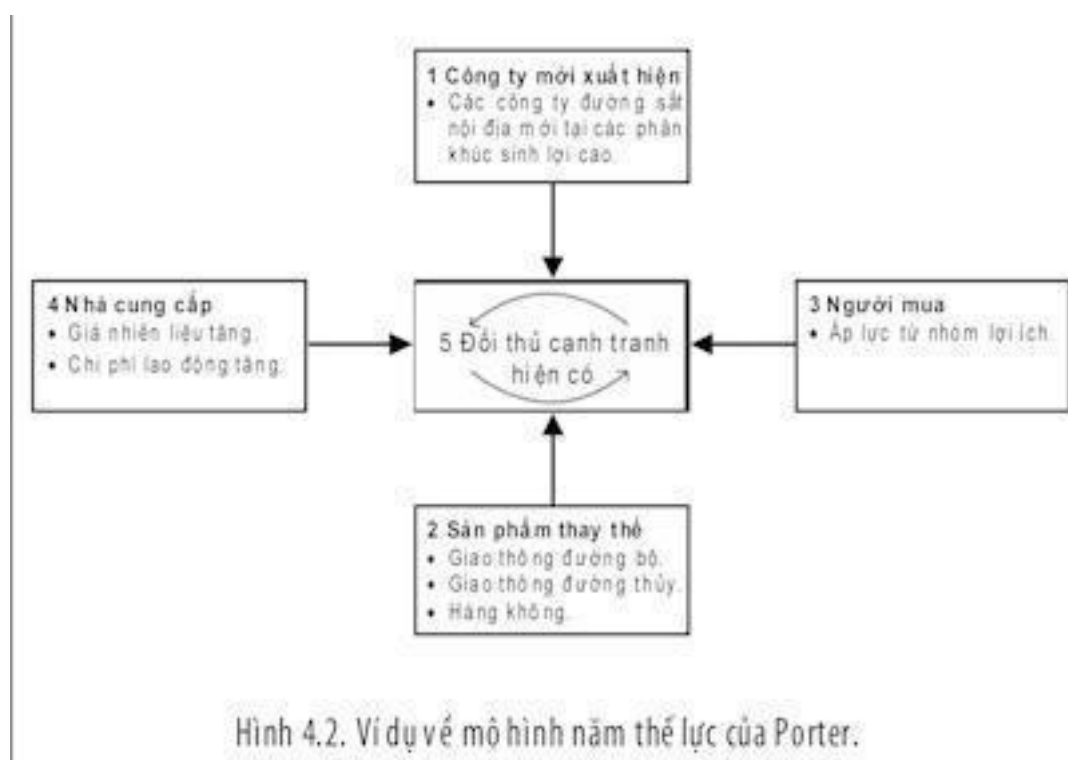 1 Công ty mới xuất hiện
• Các công ty đường sắt
nội địa mới tại các phân
khúc sinh lợi cao.
4 Nhà cung cấp
• Giá nhiên liệu tăng.
• Chi phí lao động tăng.
5 Đối thủ cạnh tranh
hiện có
3 Người mua
• Áp lực từ nhóm lợi ích.
2 Sản phẩm thay thế
• Giao thông đường bộ.
• Giao thông đường thủy.
• Hàng không.
Hình 4.2. Ví dụ về mô hình năm thế lực của Porter.